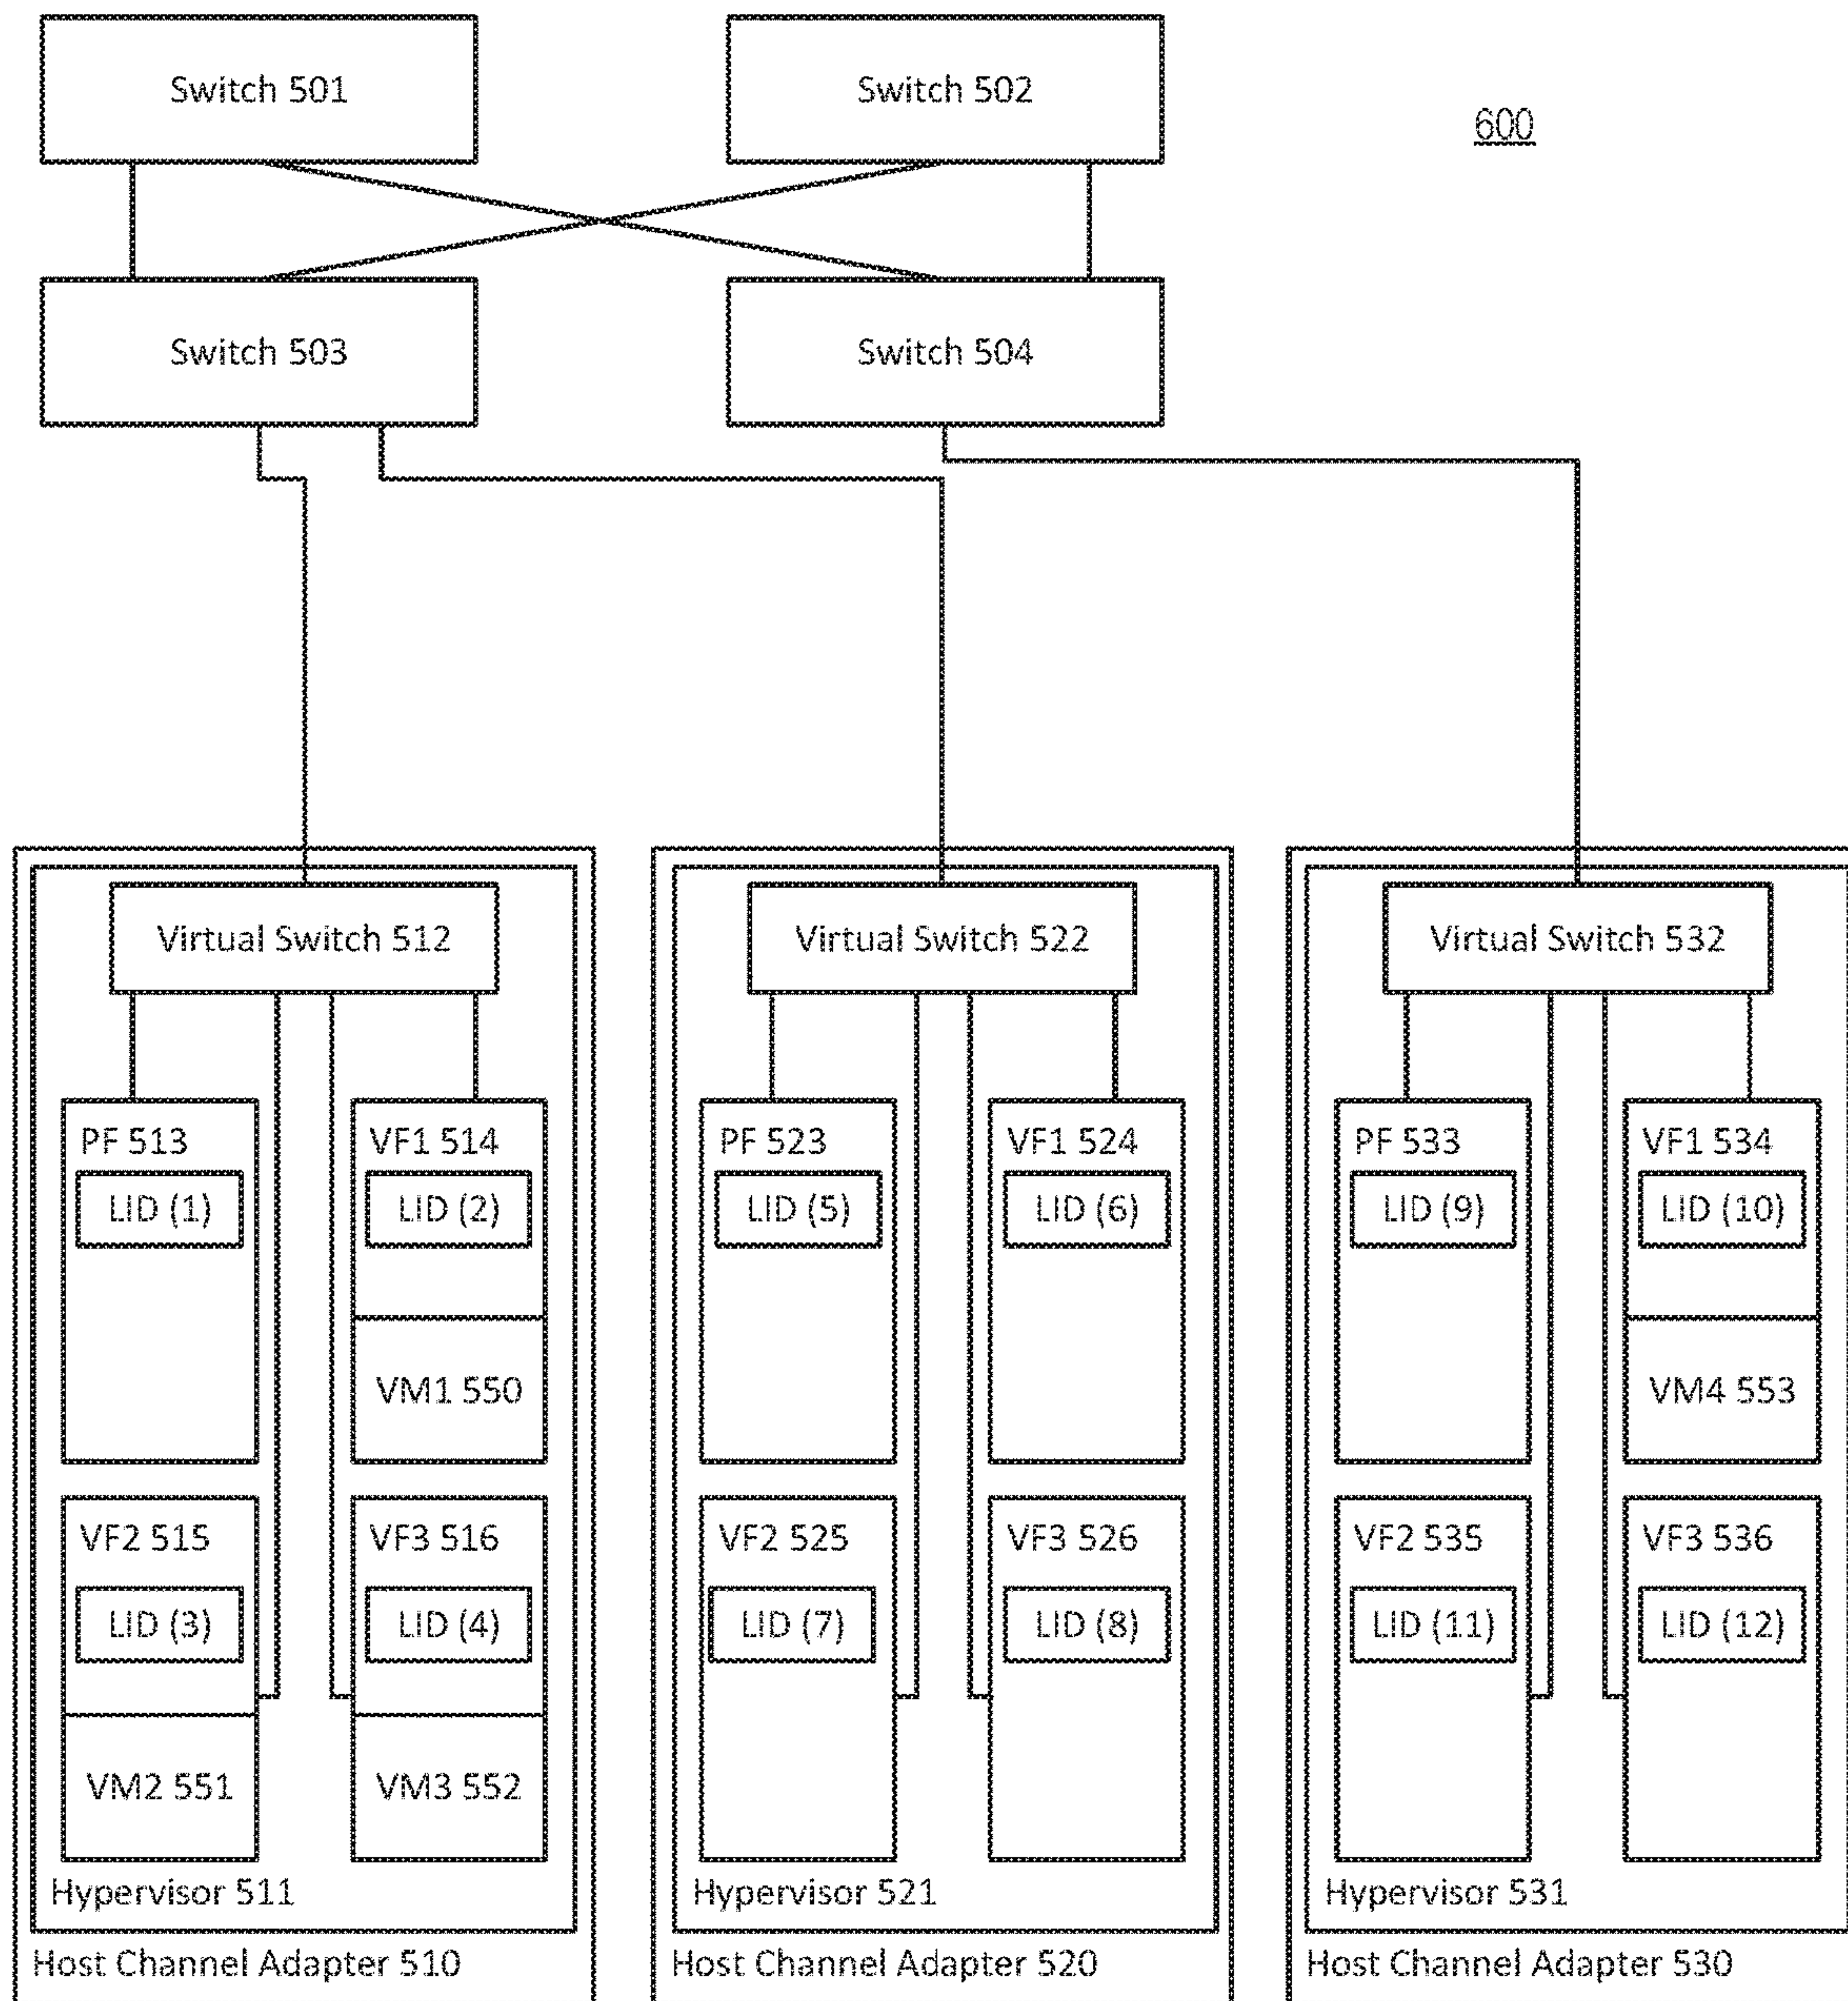 Switch 501
Switch 502
600
Switch 503
Switch 504
Virtual Switch 512
Virtual Switch 522
Virtual Switch 532
PF 513
LID (1)
VF1 514
LID (2)
VM1 550
VF2 515
LID (3)
VM2 551
VF3 516
LID (4)
VM3 552
Hypervisor 511
Host Channel Adapter 510
PF 523
LID (5)
VF1 524
LID (6)
VF2 525
LID (7)
VF3 526
LID (8)
Hypervisor 521
Host Channel Adapter 520
PF 533
LID (9)
VF1 534
LID (10)
VM4 553
VF2 535
LID (11)
VF3 536
LID (12)
Hypervisor 531
Host Channel Adapter 530